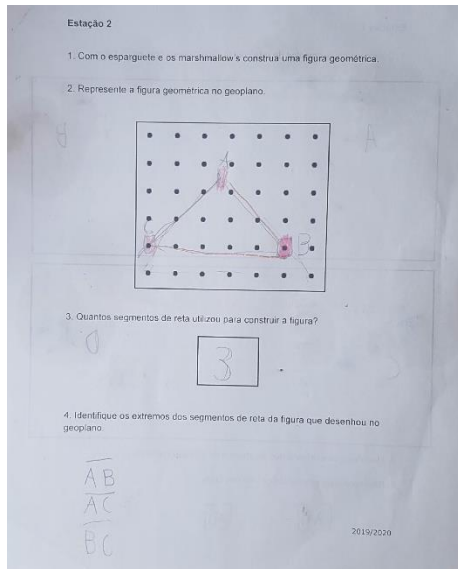 Estação 2
1. Com o esparguete e os marshmallow's construa uma figura geométrica.
2. Represente a figura geométrica no geoplano.
A
C
B
3. Quantos segmentos de reta utilizou para construir a figura?
3
4. Identifique os extremos dos segmentos de reta da figura que desenhou no
geoplano.
AB
AC
BC
2019/2020